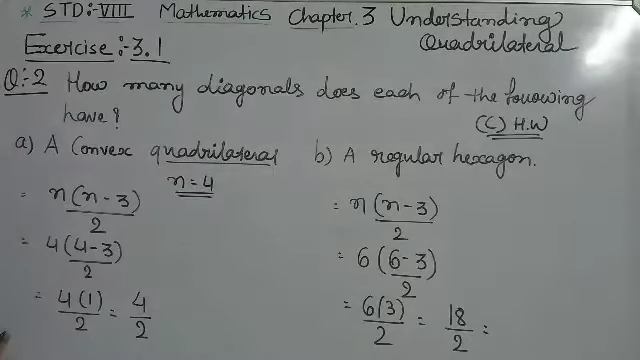 * STD:-VIII Mathematics Chapter.3 Understanding Quadrilateral
Exercise:-3.1
Q:-2 How many diagonals does each of the following have?
(C) H.W
a) A Convex quadrilateral
n = 4
= n(n-3)/2
= 4(4-3)/2
= 4(1)/2 = 4/2
b) A regular hexagon.
= n(n-3)/2
= 6(6-3)/2
= 6(3)/2 = 18/2 =